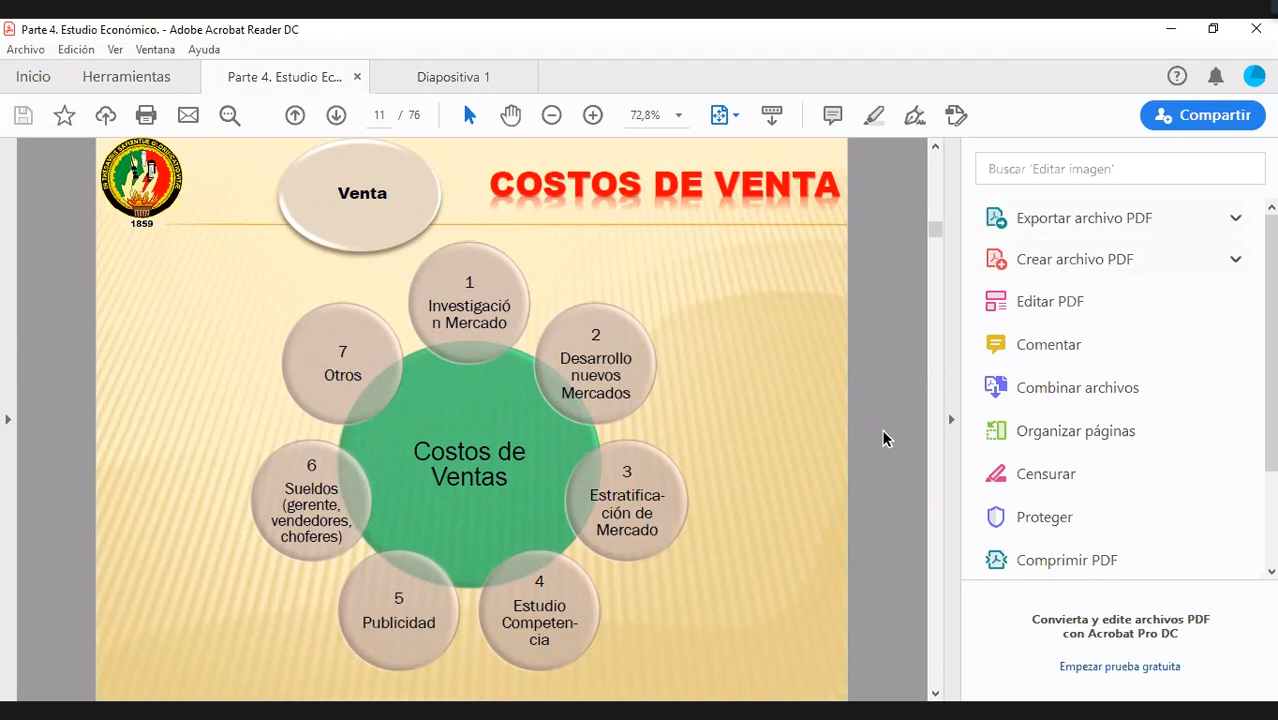 Parte 4. Estudio Económico. - Adobe Acrobat Reader DC
Archivo Edición Ver Ventana Ayuda
Inicio Herramientas Parte 4. Estudio Ec... × Diapositiva 1
11 / 76 72,8% Compartir
1859
Venta
COSTOS DE VENTA
1
Investigació
n Mercado
2
Desarrollo
nuevos
Mercados
3
Estratifica-
ción de
Mercado
4
Estudio
Competen-
cia
5
Publicidad
6
Sueldos
(gerente,
vendedores,
choferes)
7
Otros
Costos de
Ventas
Buscar 'Editar imagen'
Exportar archivo PDF
Crear archivo PDF
Editar PDF
Comentar
Combinar archivos
Organizar páginas
Censurar
Proteger
Comprimir PDF
Convierta y edite archivos PDF
con Acrobat Pro DC
Empezar prueba gratuita